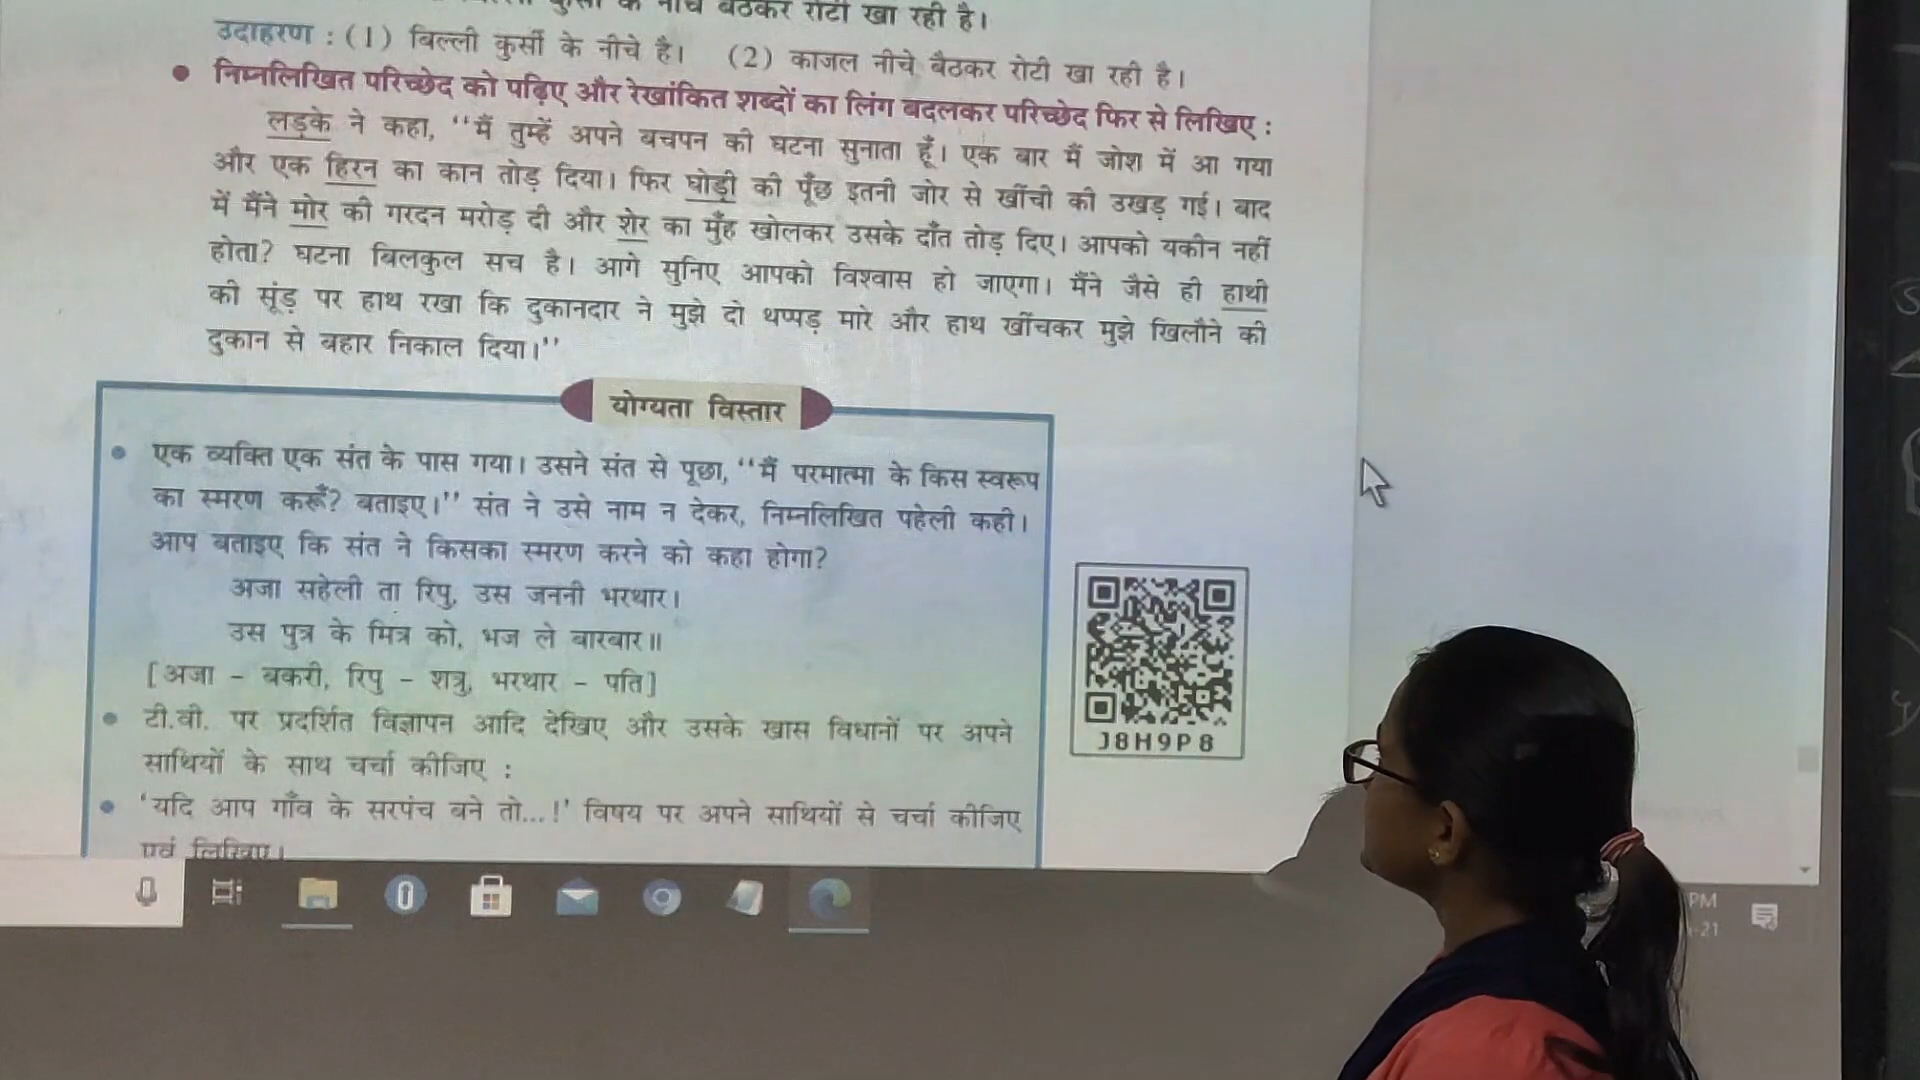 कुर्सी के नीचे बैठकर रोटी खा रही है।
उदाहरण : (1) बिल्ली कुर्सी के नीचे है। (2) काजल नीचे बैठकर रोटी खा रही है।
● निम्नलिखित परिच्छेद को पढ़िए और रेखांकित शब्दों का लिंग बदलकर परिच्छेद फिर से लिखिए :
लड़के ने कहा, ‘‘मैं तुम्हें अपने बचपन की घटना सुनाता हूँ। एक बार मैं जोश में आ गया
और एक हिरन का कान तोड़ दिया। फिर घोड़ी की पूँछ इतनी जोर से खींची की उखड़ गई। बाद
में मैंने मोर की गरदन मरोड़ दी और शेर का मुँह खोलकर उसके दाँत तोड़ दिए। आपको यकीन नहीं
होता? घटना बिलकुल सच है। आगे सुनिए आपको विश्वास हो जाएगा। मैंने जैसे ही हाथी
की सूंड़ पर हाथ रखा कि दुकानदार ने मुझे दो थप्पड़ मारे और हाथ खींचकर मुझे खिलौने की
दुकान से बहार निकाल दिया।’’
योग्यता विस्तार
● एक व्यक्ति एक संत के पास गया। उसने संत से पूछा, ‘‘मैं परमात्मा के किस स्वरूप
का स्मरण करूँ? बताइए।’’ संत ने उसे नाम न देकर, निम्नलिखित पहेली कही।
आप बताइए कि संत ने किसका स्मरण करने को कहा होगा?
अजा सहेली ता रिपु, उस जननी भरथार।
उस पुत्र के मित्र को, भज ले बारबार॥
[अजा - बकरी, रिपु - शत्रु, भरथार - पति]
● टी.वी. पर प्रदर्शित विज्ञापन आदि देखिए और उसके खास विधानों पर अपने
साथियों के साथ चर्चा कीजिए :
● ‘यदि आप गाँव के सरपंच बने तो...!’ विषय पर अपने साथियों से चर्चा कीजिए
एवं लिखिए।
J8H9P8
PM
-21